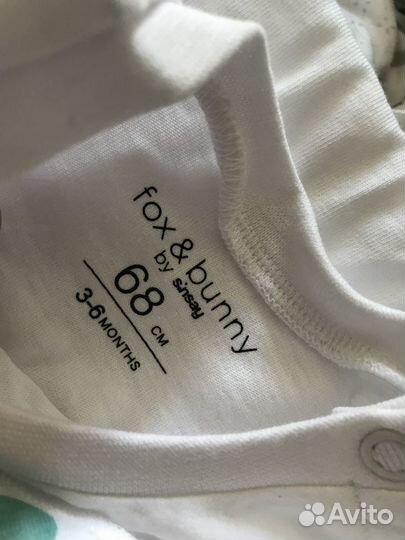 fox & bunny
by sinsay
68 CM
3-6 MONTHS
Avito